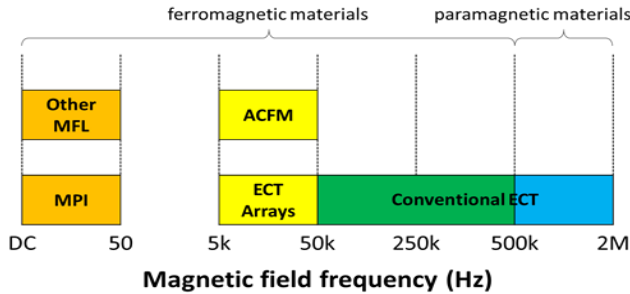 ferromagnetic materials
paramagnetic materials
Other
MFL
ACFM
MPI
ECT
Arrays
Conventional ECT
DC
50
5k
50k
250k
500k
2M
Magnetic field frequency (Hz)